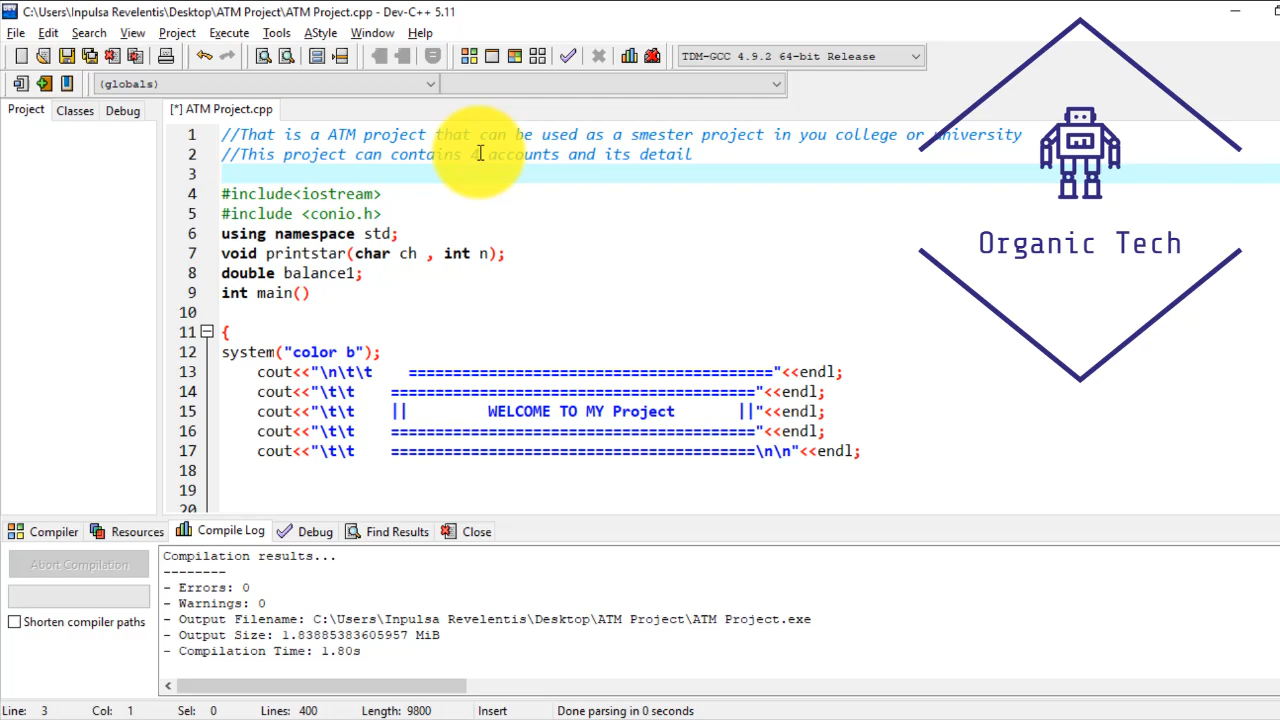 C:\Users\Inpulsa Revelentis\Desktop\ATM Project\ATM Project.cpp - Dev-C++ 5.11
File Edit Search View Project Execute Tools AStyle Window Help
TDM-GCC 4.9.2 64-bit Release
(globals)
Project Classes Debug [*] ATM Project.cpp
1 //That is a ATM project that can be used as a smester project in you college or university
2 //This project can contains 4 accounts and its detail
3
4 #include<iostream>
5 #include <conio.h>
6 using namespace std;
7 void printstar(char ch , int n);
8 double balance1;
9 int main()
10
11 {
12 system("color b");
13 cout<<"\n\t\t    ========================================="<<endl;
14 cout<<"\t\t    ========================================="<<endl;
15 cout<<"\t\t    ||         WELCOME TO MY Project       ||"<<endl;
16 cout<<"\t\t    ========================================="<<endl;
17 cout<<"\t\t    =========================================\n\n"<<endl;
18
19
20
Organic Tech
Compiler Resources Compile Log Debug Find Results Close
Abort Compilation
Shorten compiler paths
Compilation results...
--------
- Errors: 0
- Warnings: 0
- Output Filename: C:\Users\Inpulsa Revelentis\Desktop\ATM Project\ATM Project.exe
- Output Size: 1.83885383605957 MiB
- Compilation Time: 1.80s
Line: 3 Col: 1 Sel: 0 Lines: 400 Length: 9800 Insert Done parsing in 0 seconds